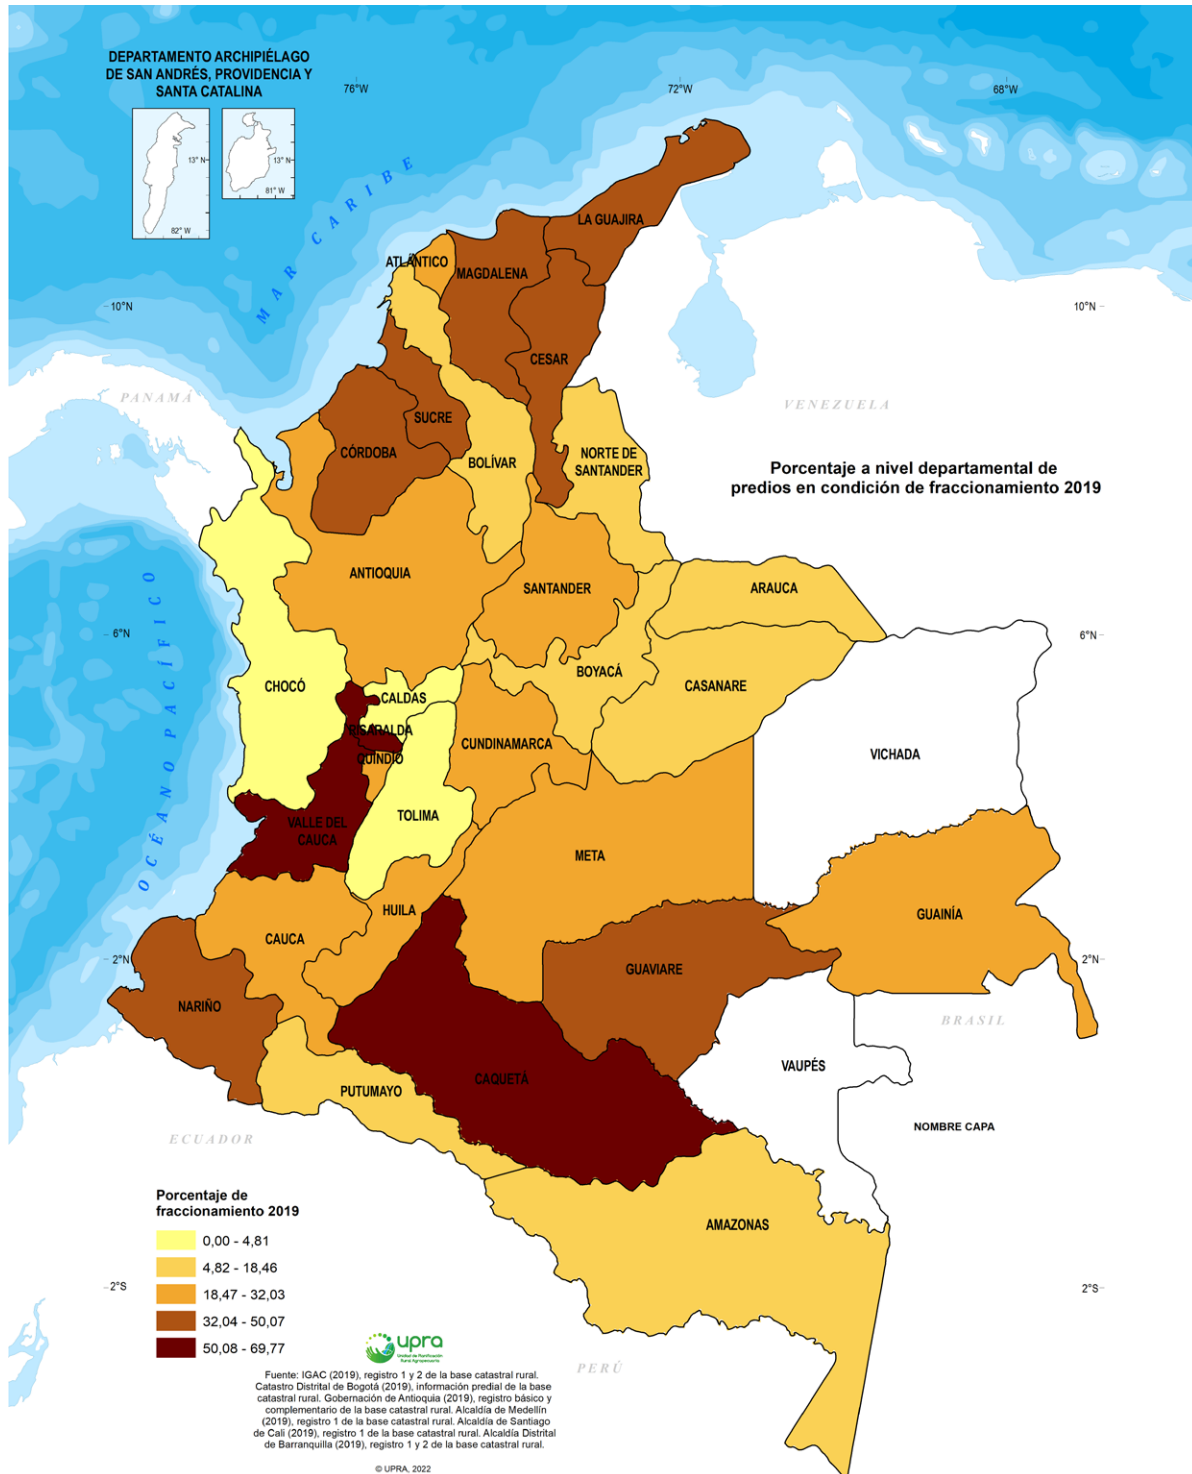 DEPARTAMENTO ARCHIPIÉLAGO
DE SAN ANDRÉS, PROVIDENCIA Y
SANTA CATALINA
76°W
72°W
68°W
13° N
13° N
81° W
82° W
MAR CARIBE
LA GUAJIRA
ATLÁNTICO
MAGDALENA
10°N
10°N
CESAR
PANAMÁ
VENEZUELA
SUCRE
CÓRDOBA
BOLÍVAR
NORTE DE
SANTANDER
Porcentaje a nivel departamental de
predios en condición de fraccionamiento 2019
ANTIOQUIA
SANTANDER
ARAUCA
OCÉANO PACÍFICO
6°N
6°N
BOYACÁ
CHOCÓ
CASANARE
CALDAS
RISARALDA
CUNDINAMARCA
QUINDIO
VICHADA
VALLE DEL
CAUCA
TOLIMA
META
HUILA
GUAINÍA
CAUCA
2°N
2°N
GUAVIARE
NARIÑO
BRASIL
VAUPÉS
CAQUETÁ
PUTUMAYO
NOMBRE CAPA
ECUADOR
AMAZONAS
Porcentaje de
fraccionamiento 2019
0,00 - 4,81
4,82 - 18,46
18,47 - 32,03
32,04 - 50,07
50,08 - 69,77
2°S
2°S
upra
Unidad de Planificación
Rural Agropecuaria
PERÚ
Fuente: IGAC (2019), registro 1 y 2 de la base catastral rural.
Catastro Distrital de Bogotá (2019), información predial de la base
catastral rural. Gobernación de Antioquia (2019), registro básico y
complementario de la base catastral rural. Alcaldía de Medellín
(2019), registro 1 de la base catastral rural. Alcaldía de Santiago
de Cali (2019), registro 1 de la base catastral rural. Alcaldía Distrital
de Barranquilla (2019), registro 1 y 2 de la base catastral rural.
© UPRA, 2022